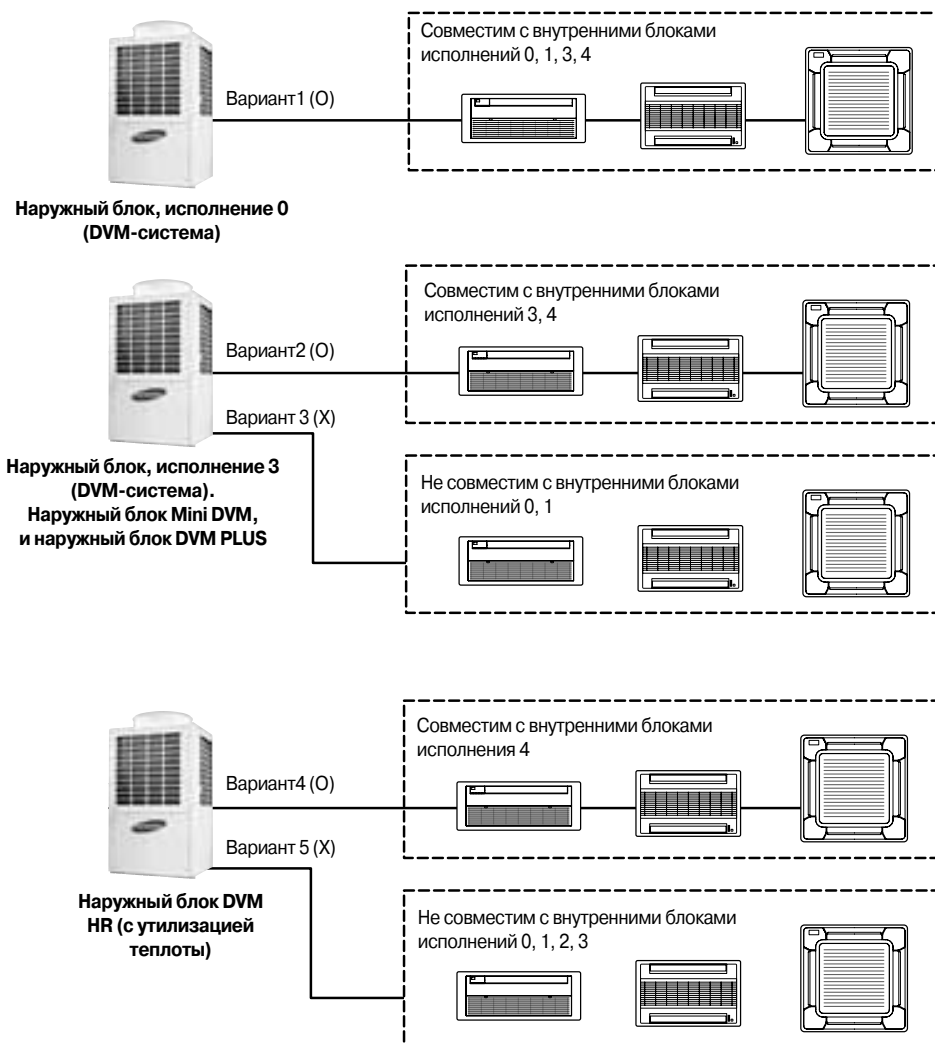 Совместим с внутренними блоками
исполнений 0, 1, 3, 4
Вариант1 (О)
Наружный блок, исполнение 0
(DVM-система)
Совместим с внутренними блоками
исполнений 3, 4
Вариант2 (О)
Вариант 3 (Х)
Наружный блок, исполнение 3
(DVM-система).
Наружный блок Mini DVM,
и наружный блок DVM PLUS
Не совместим с внутренними блоками
исполнений 0, 1
Совместим с внутренними блоками
исполнения 4
Вариант4 (О)
Вариант 5 (Х)
Наружный блок DVM
HR (с утилизацией
теплоты)
Не совместим с внутренними блоками
исполнений 0, 1, 2, 3